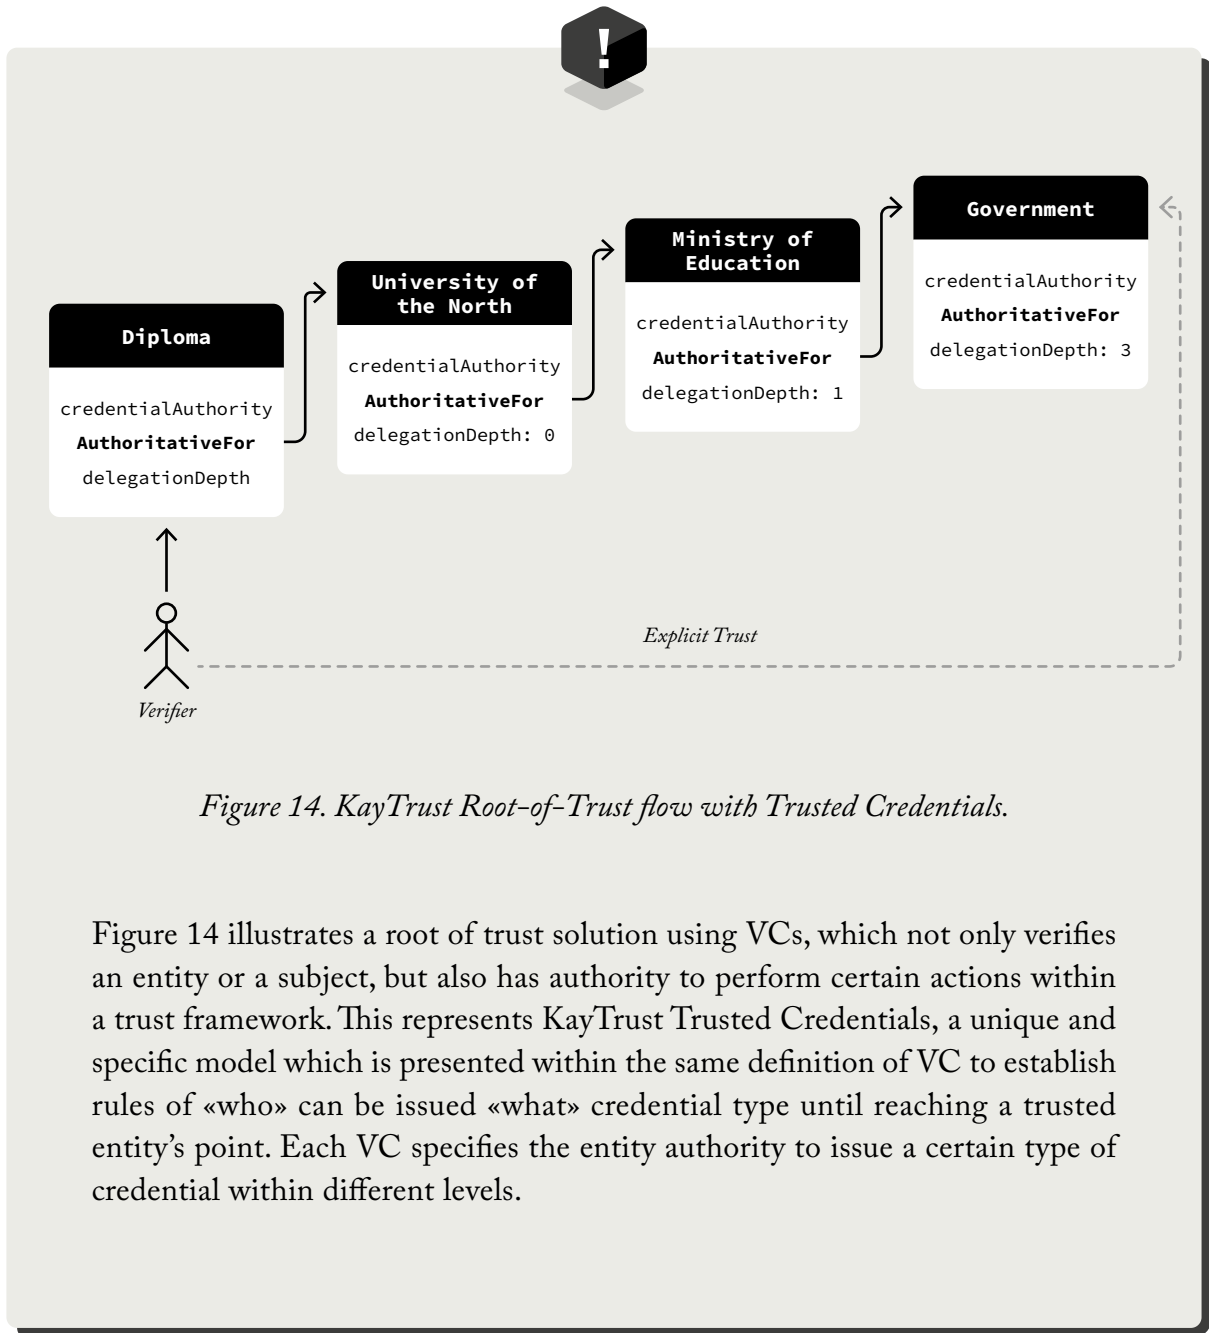 !
Diploma
credentialAuthority
AuthoritativeFor
delegationDepth
University of
the North
credentialAuthority
AuthoritativeFor
delegationDepth: 0
Ministry of
Education
credentialAuthority
AuthoritativeFor
delegationDepth: 1
Government
credentialAuthority
AuthoritativeFor
delegationDepth: 3
Explicit Trust
Verifier
Figure 14. KayTrust Root-of-Trust flow with Trusted Credentials.
Figure 14 illustrates a root of trust solution using VCs, which not only verifies
an entity or a subject, but also has authority to perform certain actions within
a trust framework. This represents KayTrust Trusted Credentials, a unique and
specific model which is presented within the same definition of VC to establish
rules of «who» can be issued «what» credential type until reaching a trusted
entity’s point. Each VC specifies the entity authority to issue a certain type of
credential within different levels.